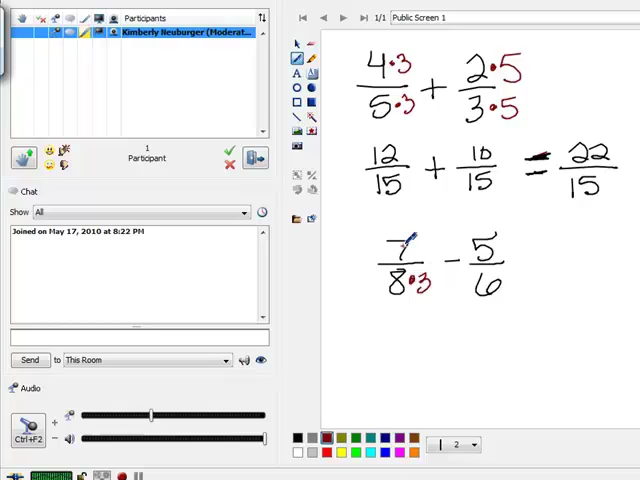 Participants
Kimberly Neuburger (Moderat...
1
Participant
Chat
Show All
Joined on May 17, 2010 at 8:22 PM
Send to This Room
Audio
Ctrl+F2
1/1 Public Screen 1
A A
4·3 2·5
+
5·3 3·5
12 10 22
+ =
15 15 15
7 5
-
8·3 6
2